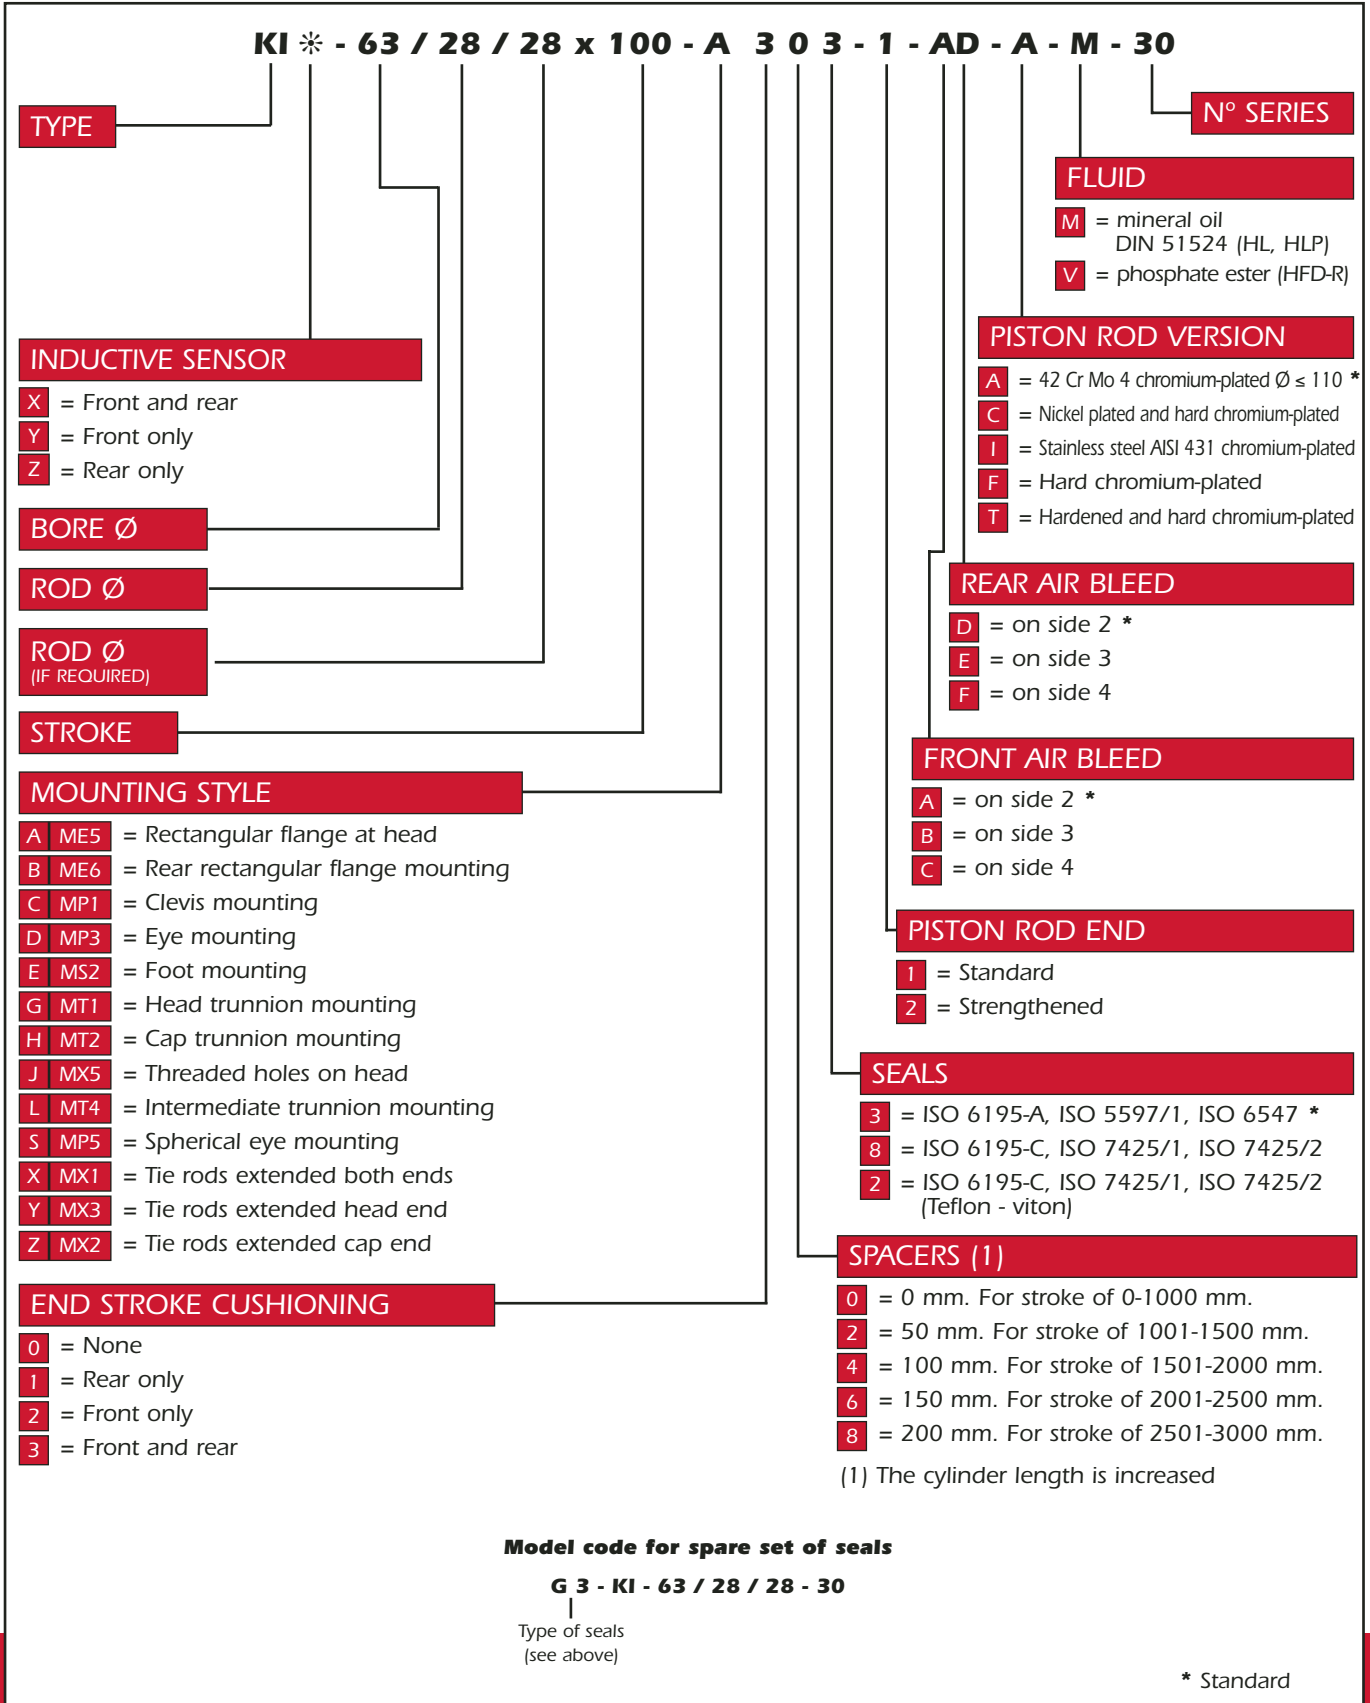 KI ❊ - 63 / 28 / 28 x 100 - A 3 0 3 - 1 - AD - A - M - 30
TYPE
N° SERIES
FLUID
M = mineral oil
DIN 51524 (HL, HLP)
V = phosphate ester (HFD-R)
INDUCTIVE SENSOR
X = Front and rear
Y = Front only
Z = Rear only
PISTON ROD VERSION
A = 42 Cr Mo 4 chromium-plated Ø ≤ 110 *
C = Nickel plated and hard chromium-plated
I = Stainless steel AISI 431 chromium-plated
F = Hard chromium-plated
T = Hardened and hard chromium-plated
BORE Ø
ROD Ø
ROD Ø
(IF REQUIRED)
STROKE
REAR AIR BLEED
D = on side 2 *
E = on side 3
F = on side 4
FRONT AIR BLEED
A = on side 2 *
B = on side 3
C = on side 4
MOUNTING STYLE
A ME5 = Rectangular flange at head
B ME6 = Rear rectangular flange mounting
C MP1 = Clevis mounting
D MP3 = Eye mounting
E MS2 = Foot mounting
G MT1 = Head trunnion mounting
H MT2 = Cap trunnion mounting
J MX5 = Threaded holes on head
L MT4 = Intermediate trunnion mounting
S MP5 = Spherical eye mounting
X MX1 = Tie rods extended both ends
Y MX3 = Tie rods extended head end
Z MX2 = Tie rods extended cap end
PISTON ROD END
1 = Standard
2 = Strengthened
SEALS
3 = ISO 6195-A, ISO 5597/1, ISO 6547 *
8 = ISO 6195-C, ISO 7425/1, ISO 7425/2
2 = ISO 6195-C, ISO 7425/1, ISO 7425/2
(Teflon - viton)
END STROKE CUSHIONING
0 = None
1 = Rear only
2 = Front only
3 = Front and rear
SPACERS (1)
0 = 0 mm. For stroke of 0-1000 mm.
2 = 50 mm. For stroke of 1001-1500 mm.
4 = 100 mm. For stroke of 1501-2000 mm.
6 = 150 mm. For stroke of 2001-2500 mm.
8 = 200 mm. For stroke of 2501-3000 mm.
(1) The cylinder length is increased
Model code for spare set of seals
G 3 - KI - 63 / 28 / 28 - 30
Type of seals
(see above)
* Standard